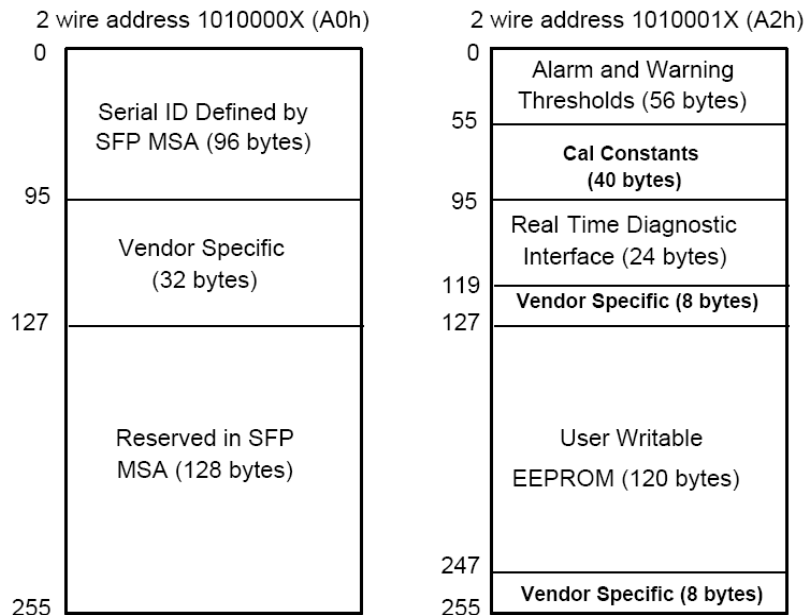 2 wire address 1010000X (A0h)
0
Serial ID Defined by
SFP MSA (96 bytes)
95
Vendor Specific
(32 bytes)
127
Reserved in SFP
MSA (128 bytes)
255
2 wire address 1010001X (A2h)
0
Alarm and Warning
Thresholds (56 bytes)
55
Cal Constants
(40 bytes)
95
Real Time Diagnostic
Interface (24 bytes)
119
Vendor Specific (8 bytes)
127
User Writable
EEPROM (120 bytes)
247
Vendor Specific (8 bytes)
255